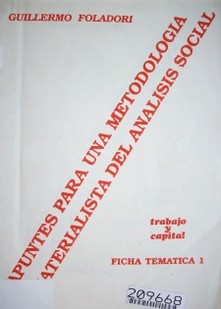 GUILLERMO FOLADORI
APUNTES PARA UNA METODOLOGIA
MATERIALISTA DEL ANALISIS SOCIAL
trabajo
y
capital
FICHA TEMATICA 1
209668